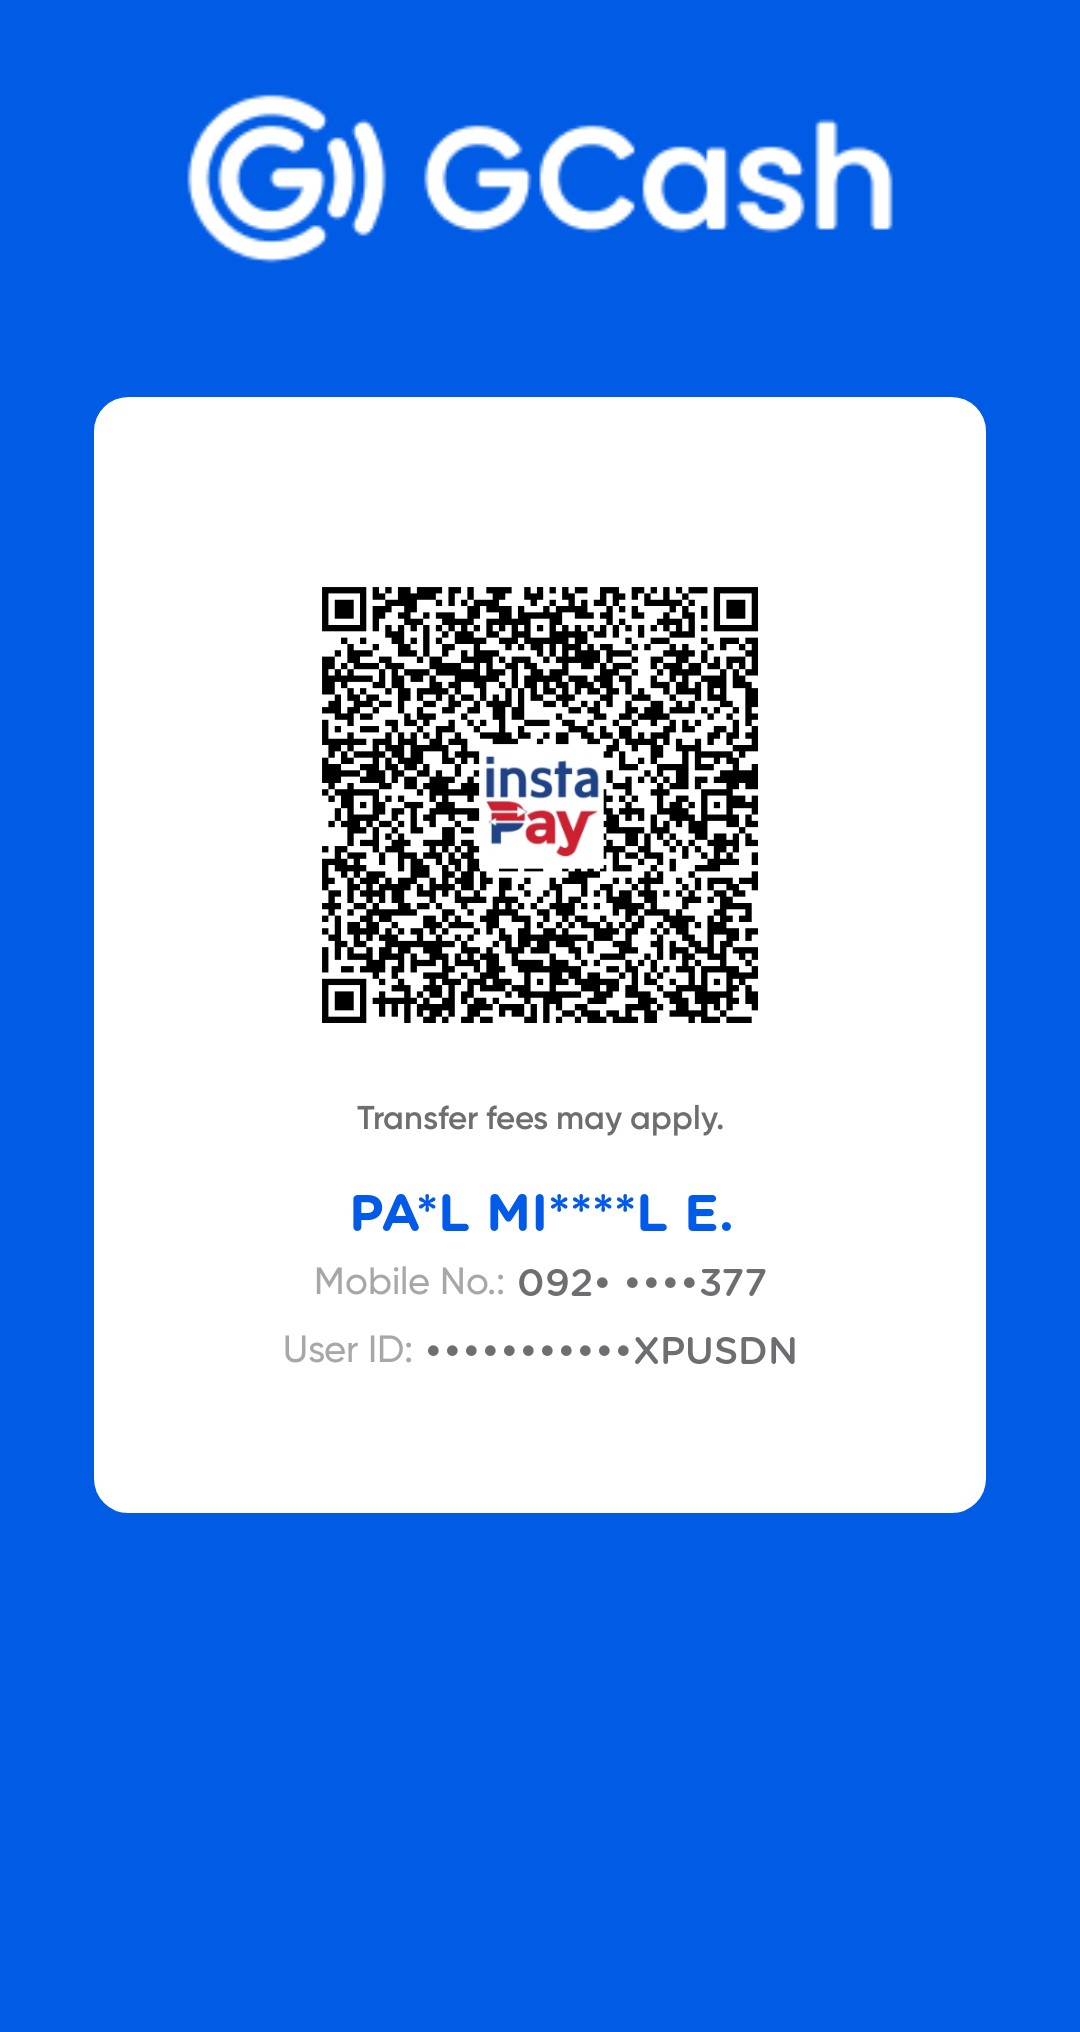 GCash
insta
Pay
Transfer fees may apply.
PA*L MI****L E.
Mobile No.: 092• ••••377
User ID: •••••••••••XPUSDN